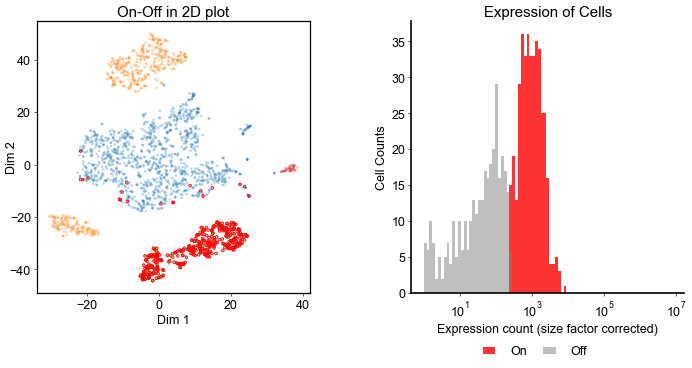 On-Off in 2D plot
Dim 2
40
20
0
−20
−40
−20
0
20
40
Dim 1
Expression of Cells
Cell Counts
35
30
25
20
15
10
5
0
10^1
10^3
10^5
10^7
Expression count (size factor corrected)
On
Off